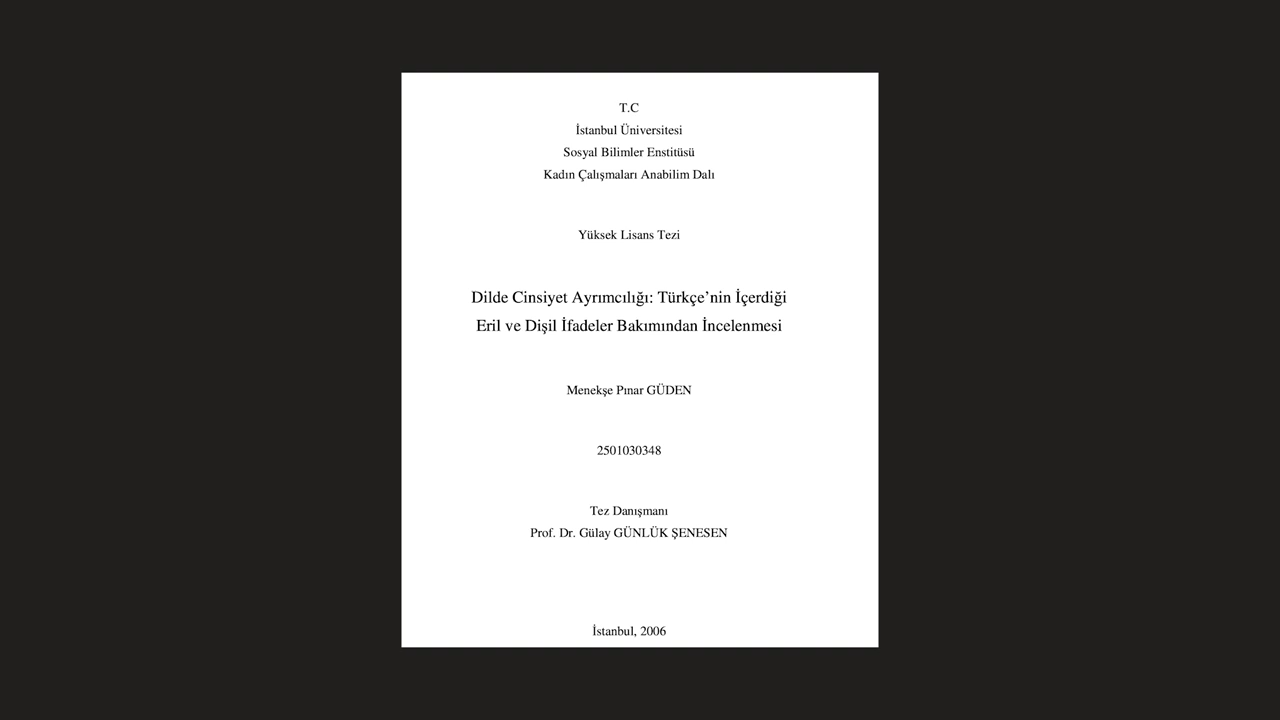 T.C
İstanbul Üniversitesi
Sosyal Bilimler Enstitüsü
Kadın Çalışmaları Anabilim Dalı
Yüksek Lisans Tezi
Dilde Cinsiyet Ayrımcılığı: Türkçe’nin İçerdiği
Eril ve Dişil İfadeler Bakımından İncelenmesi
Menekşe Pınar GÜDEN
2501030348
Tez Danışmanı
Prof. Dr. Gülay GÜNLÜK ŞENESEN
İstanbul, 2006